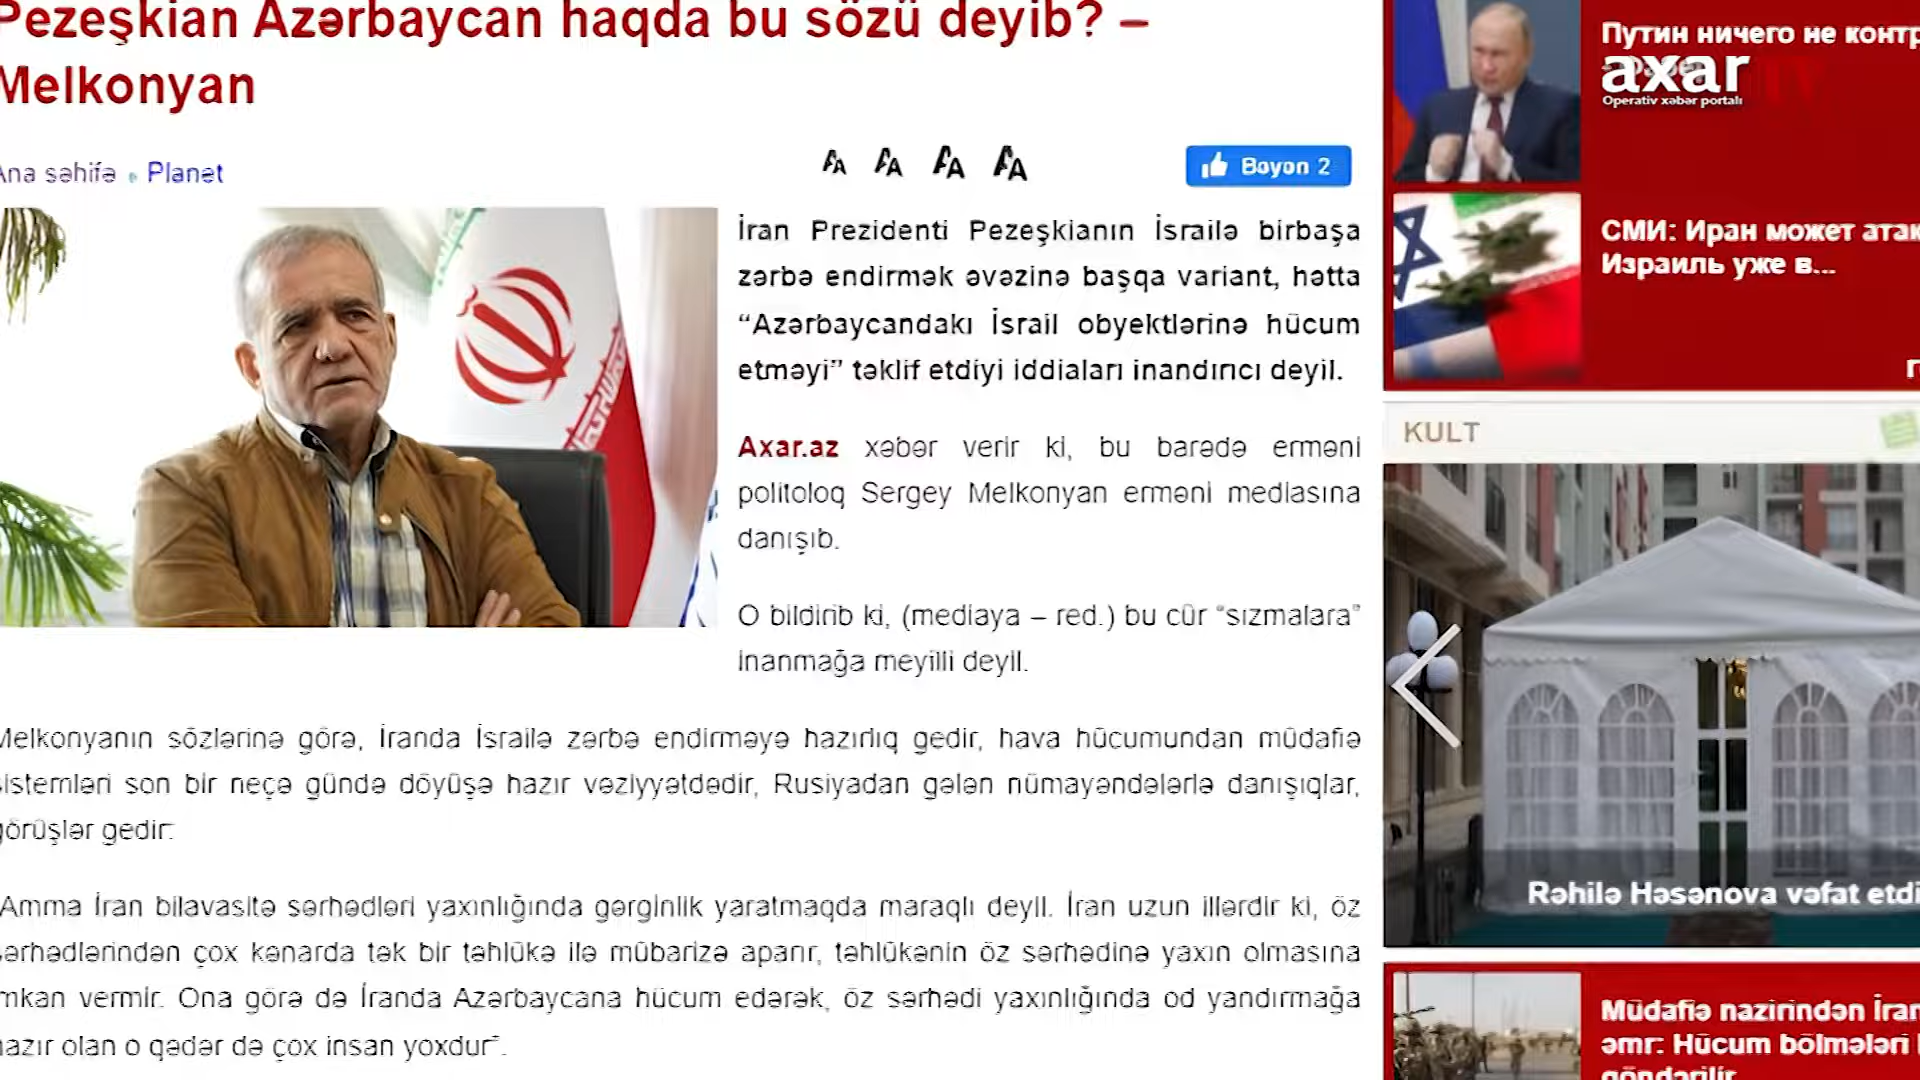 Pezeşkian Azərbaycan haqda bu sözü deyib? –
Melkonyan
Ana səhifə • Planet
AA AA AA AA
Bəyən 2
İran Prezidenti Pezeşkianın İsrailə birbaşa
zərbə endirmək əvəzinə başqa variant, hətta
“Azərbaycandakı İsrail obyektlərinə hücum
etməyi” təklif etdiyi iddiaları inandırıcı deyil.
Axar.az xəbər verir ki, bu barədə erməni
politoloq Sergey Melkonyan erməni mediasına
danışıb.
O bildirib ki, (mediaya – red.) bu cür “sızmalara”
inanmağa meyilli deyil.
Melkonyanın sözlərinə görə, İranda İsrailə zərbə endirməyə hazırlıq gedir, hava hücumundan müdafiə
sistemləri son bir neçə gündə döyüşə hazır vəziyyətdədir, Rusiyadan gələn nümayəndələrlə danışıqlar,
görüşlər gedir:
Amma İran bilavasitə sərhədləri yaxınlığında gərginlik yaratmaqda maraqlı deyil. İran uzun illərdir ki, öz
sərhədlərindən çox kənarda tək bir təhlükə ilə mübarizə aparır, təhlükənin öz sərhədinə yaxın olmasına
imkan vermir. Ona görə də İranda Azərbaycana hücum edərək, öz sərhədi yaxınlığında od yandırmağa
hazır olan o qədər də çox insan yoxdur”.
Путин ничего не контр
axar
Operativ xəbər portalı
СМИ: Иран может атак
Израиль уже в...
KULT
Rəhilə Həsənova vəfat etdi
Müdafiə nazirindən İran
əmr: Hücum bölmələri
göndərilir